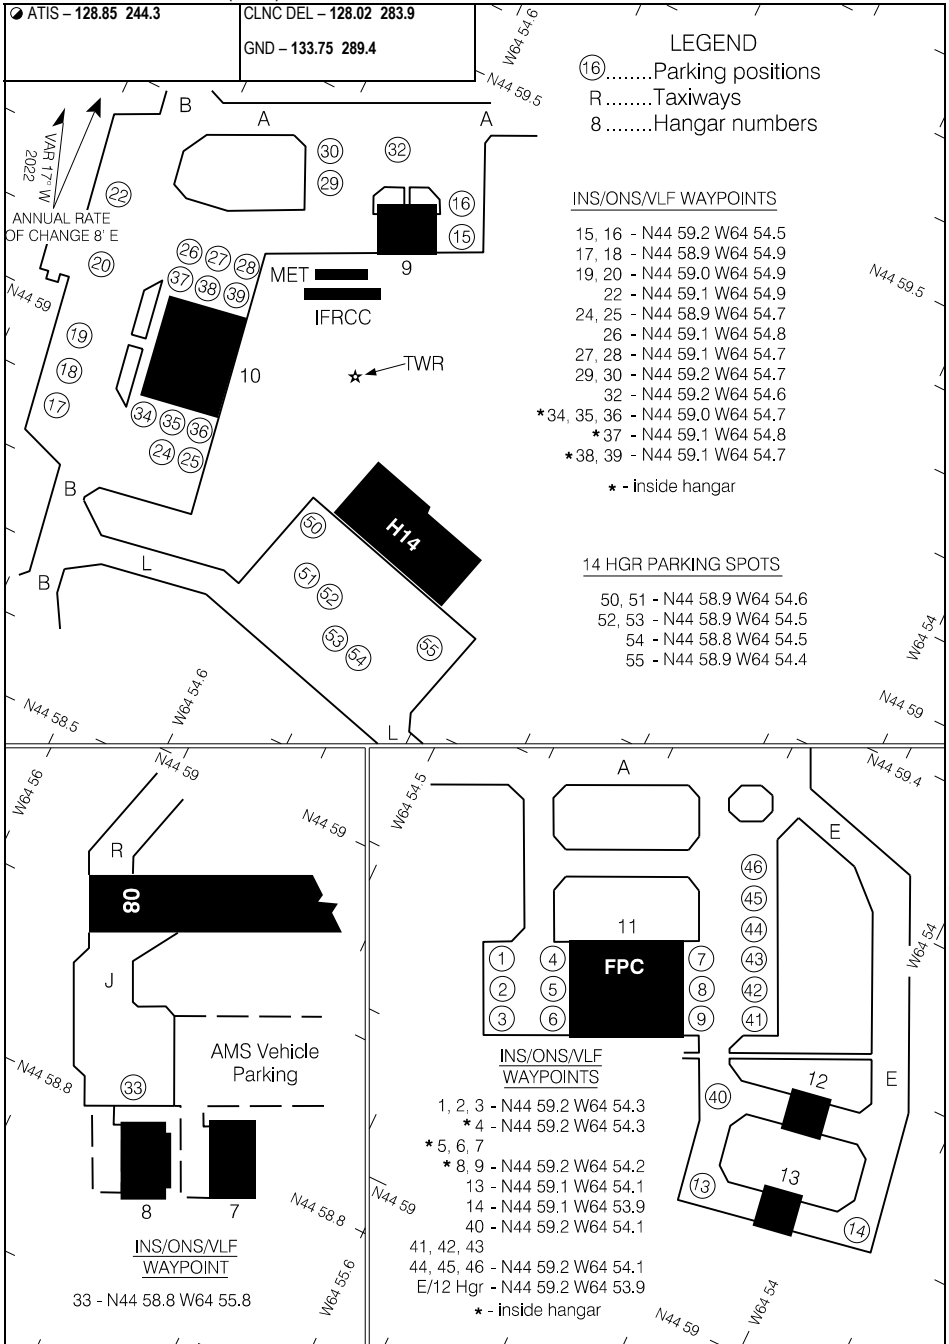 ATIS – 128.85 244.3
CLNC DEL – 128.02 283.9
GND – 133.75 289.4
W64 54.6
N44 59.5
LEGEND
16 ........ Parking positions
R ........ Taxiways
8 ........ Hangar numbers
VAR 17° W
2022
ANNUAL RATE
OF CHANGE 8' E
B
A
A
30
32
29
22
16
15
9
20
26
27
28
37
38
39
MET
IFRCC
N44 59
N44 59.5
19
18
17
10
TWR
34
35
36
24
25
B
H14
50
L
B
51
52
53
54
55
L
INS/ONS/VLF WAYPOINTS
15, 16 - N44 59.2 W64 54.5
17, 18 - N44 58.9 W64 54.9
19, 20 - N44 59.0 W64 54.9
22 - N44 59.1 W64 54.9
24, 25 - N44 58.9 W64 54.7
26 - N44 59.1 W64 54.8
27, 28 - N44 59.1 W64 54.7
29, 30 - N44 59.2 W64 54.7
32 - N44 59.2 W64 54.6
*34, 35, 36 - N44 59.0 W64 54.7
*37 - N44 59.1 W64 54.8
*38, 39 - N44 59.1 W64 54.7
* - inside hangar
14 HGR PARKING SPOTS
50, 51 - N44 58.9 W64 54.6
52, 53 - N44 58.9 W64 54.5
54 - N44 58.8 W64 54.5
55 - N44 58.9 W64 54.4
W64 54
N44 59
N44 58.5
W64 54.6
W64 56
N44 59
N44 59
R
08
J
AMS Vehicle
Parking
N44 58.8
33
8
7
N44 58.8
INS/ONS/VLF
WAYPOINT
33 - N44 58.8 W64 55.8
W64 55.6
W64 54.5
A
N44 59.4
E
46
45
44
43
42
41
11
FPC
1
2
3
4
5
6
7
8
9
W64 54
E
12
40
13
13
14
INS/ONS/VLF
WAYPOINTS
1, 2, 3 - N44 59.2 W64 54.3
*4 - N44 59.2 W64 54.3
*5, 6, 7
*8, 9 - N44 59.2 W64 54.2
13 - N44 59.1 W64 54.1
14 - N44 59.1 W64 53.9
40 - N44 59.2 W64 54.1
41, 42, 43
44, 45, 46 - N44 59.2 W64 54.1
E/12 Hgr - N44 59.2 W64 53.9
* - inside hangar
N44 59
N44 59
W64 54